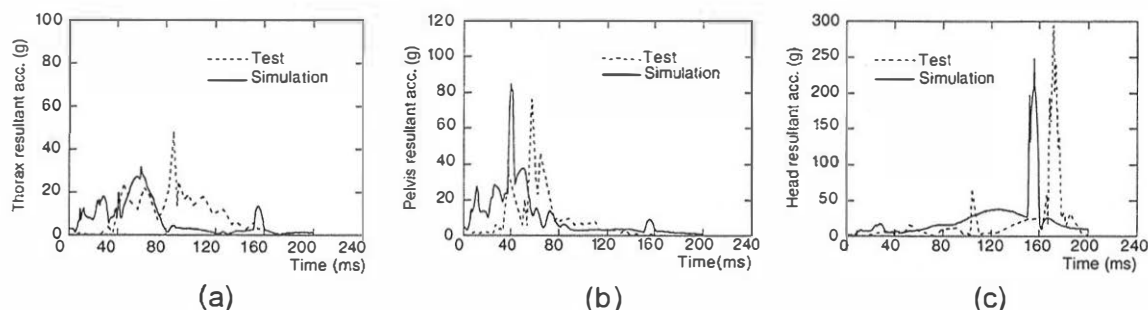 Thorax resultant acc. (g)
100
80
60
40
20
0
Test
Simulation
0 40 80 120 160 200 240
Time (ms)
(a)
Pelvis resultant acc. (g)
120
100
80
60
40
20
0
Test
Simulation
0 40 80 120 160 200 240
Time(ms)
(b)
Head resultant acc. (g)
300
250
200
150
100
50
0
Test
Simulation
0 40 80 120 160 200 240
Time (ms)
(c)